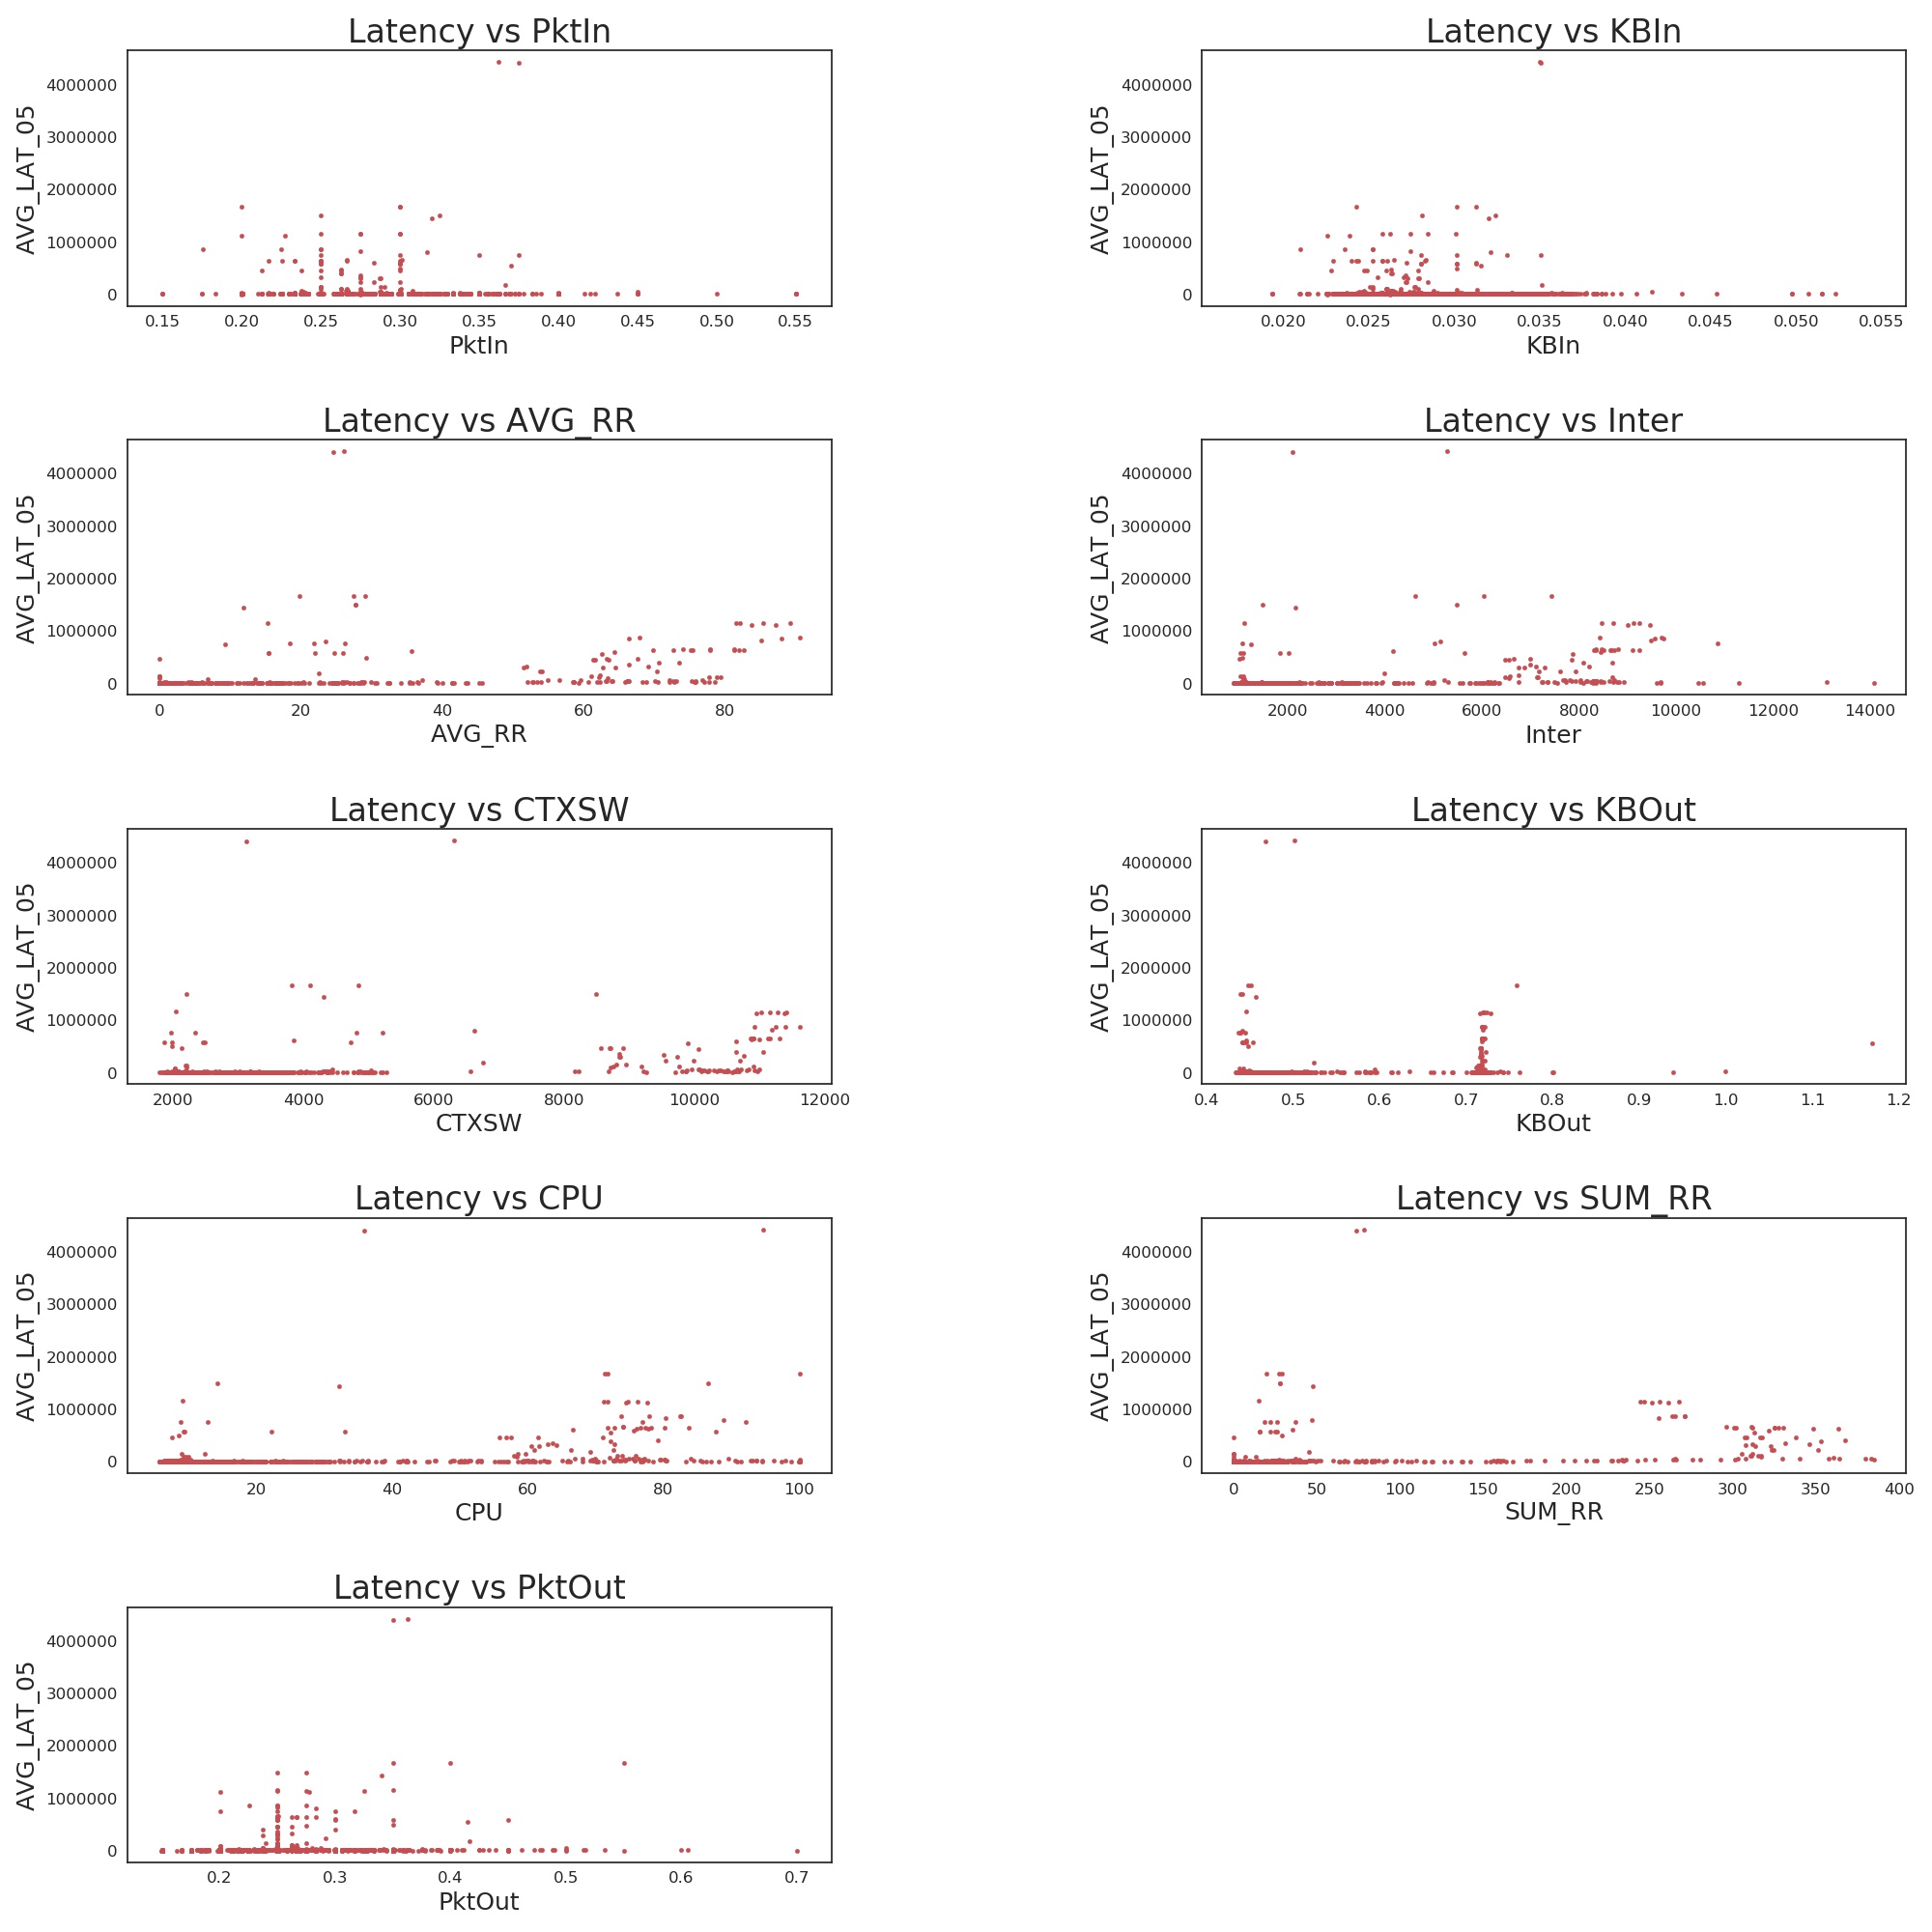 Latency vs PktIn
AVG_LAT_05
4000000
3000000
2000000
1000000
0
0.15 0.20 0.25 0.30 0.35 0.40 0.45 0.50 0.55
PktIn
Latency vs KBIn
AVG_LAT_05
4000000
3000000
2000000
1000000
0
0.020 0.025 0.030 0.035 0.040 0.045 0.050 0.055
KBIn
Latency vs AVG_RR
AVG_LAT_05
4000000
3000000
2000000
1000000
0
0 20 40 60 80
AVG_RR
Latency vs Inter
AVG_LAT_05
4000000
3000000
2000000
1000000
0
2000 4000 6000 8000 10000 12000 14000
Inter
Latency vs CTXSW
AVG_LAT_05
4000000
3000000
2000000
1000000
0
2000 4000 6000 8000 10000 12000
CTXSW
Latency vs KBOut
AVG_LAT_05
4000000
3000000
2000000
1000000
0
0.4 0.5 0.6 0.7 0.8 0.9 1.0 1.1 1.2
KBOut
Latency vs CPU
AVG_LAT_05
4000000
3000000
2000000
1000000
0
20 40 60 80 100
CPU
Latency vs SUM_RR
AVG_LAT_05
4000000
3000000
2000000
1000000
0
0 50 100 150 200 250 300 350 400
SUM_RR
Latency vs PktOut
AVG_LAT_05
4000000
3000000
2000000
1000000
0
0.2 0.3 0.4 0.5 0.6 0.7
PktOut